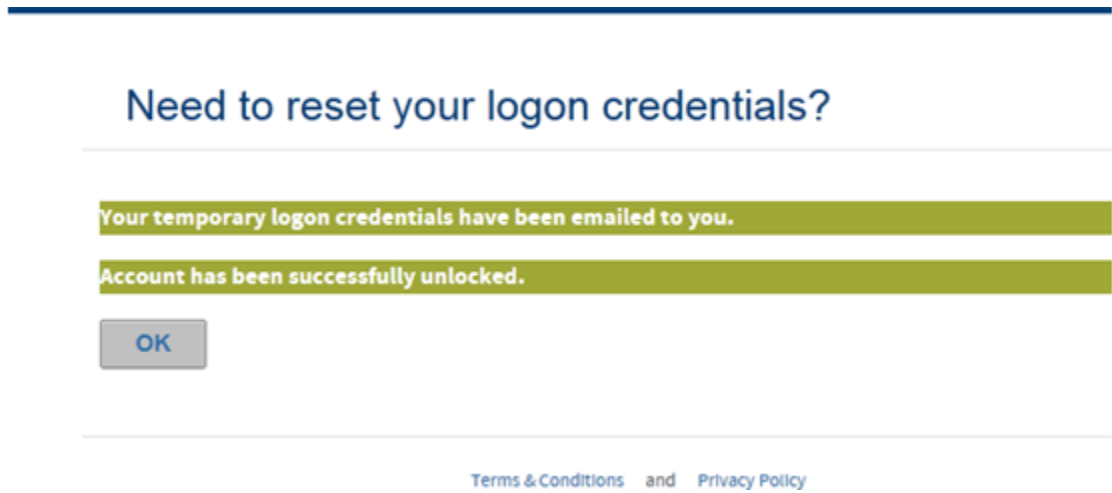 Need to reset your logon credentials?
Your temporary logon credentials have been emailed to you.
Account has been successfully unlocked.
OK
Terms & Conditions and Privacy Policy